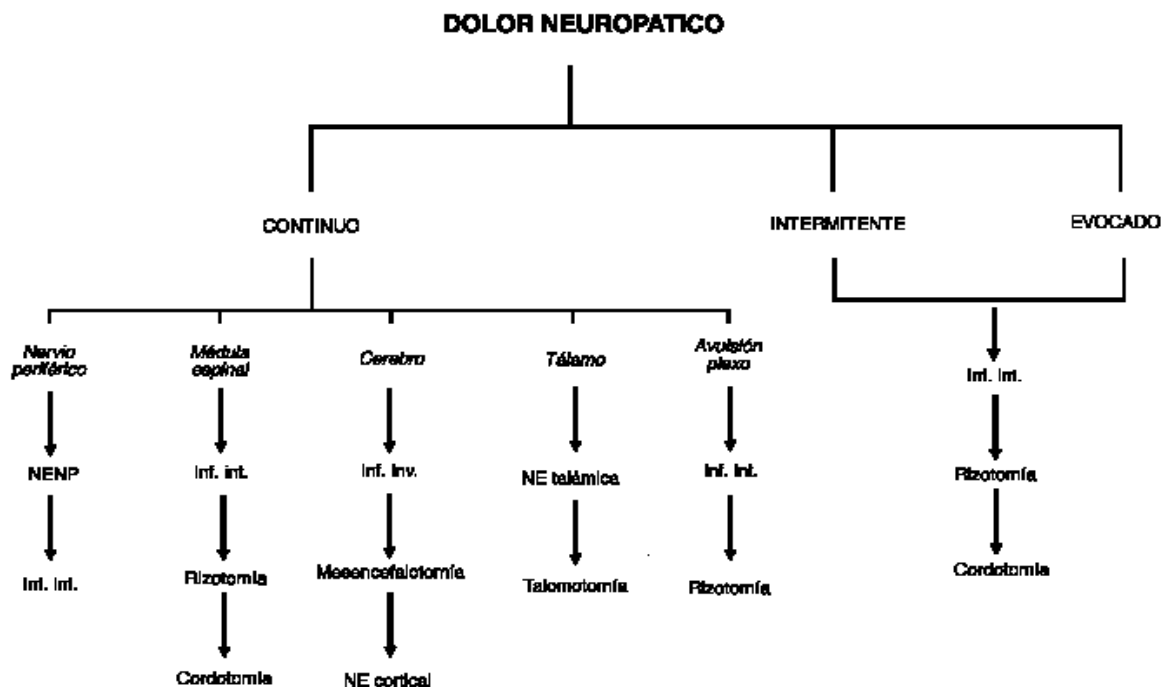 DOLOR NEUROPATICO
CONTINUO
INTERMITENTE
EVOCADO
Nervio
periférico
Médula
espinal
Cerebro
Tálamo
Avulsión
plexo
Inf. Int.
NENP
Inf. int.
Inf. Inv.
NE talámica
Inf. Int.
Rizotomía
Int. Int.
Rizotomía
Mesencefalotomía
Talomotomía
Rizotomía
Cordotomía
Cordotomía
NE cortical